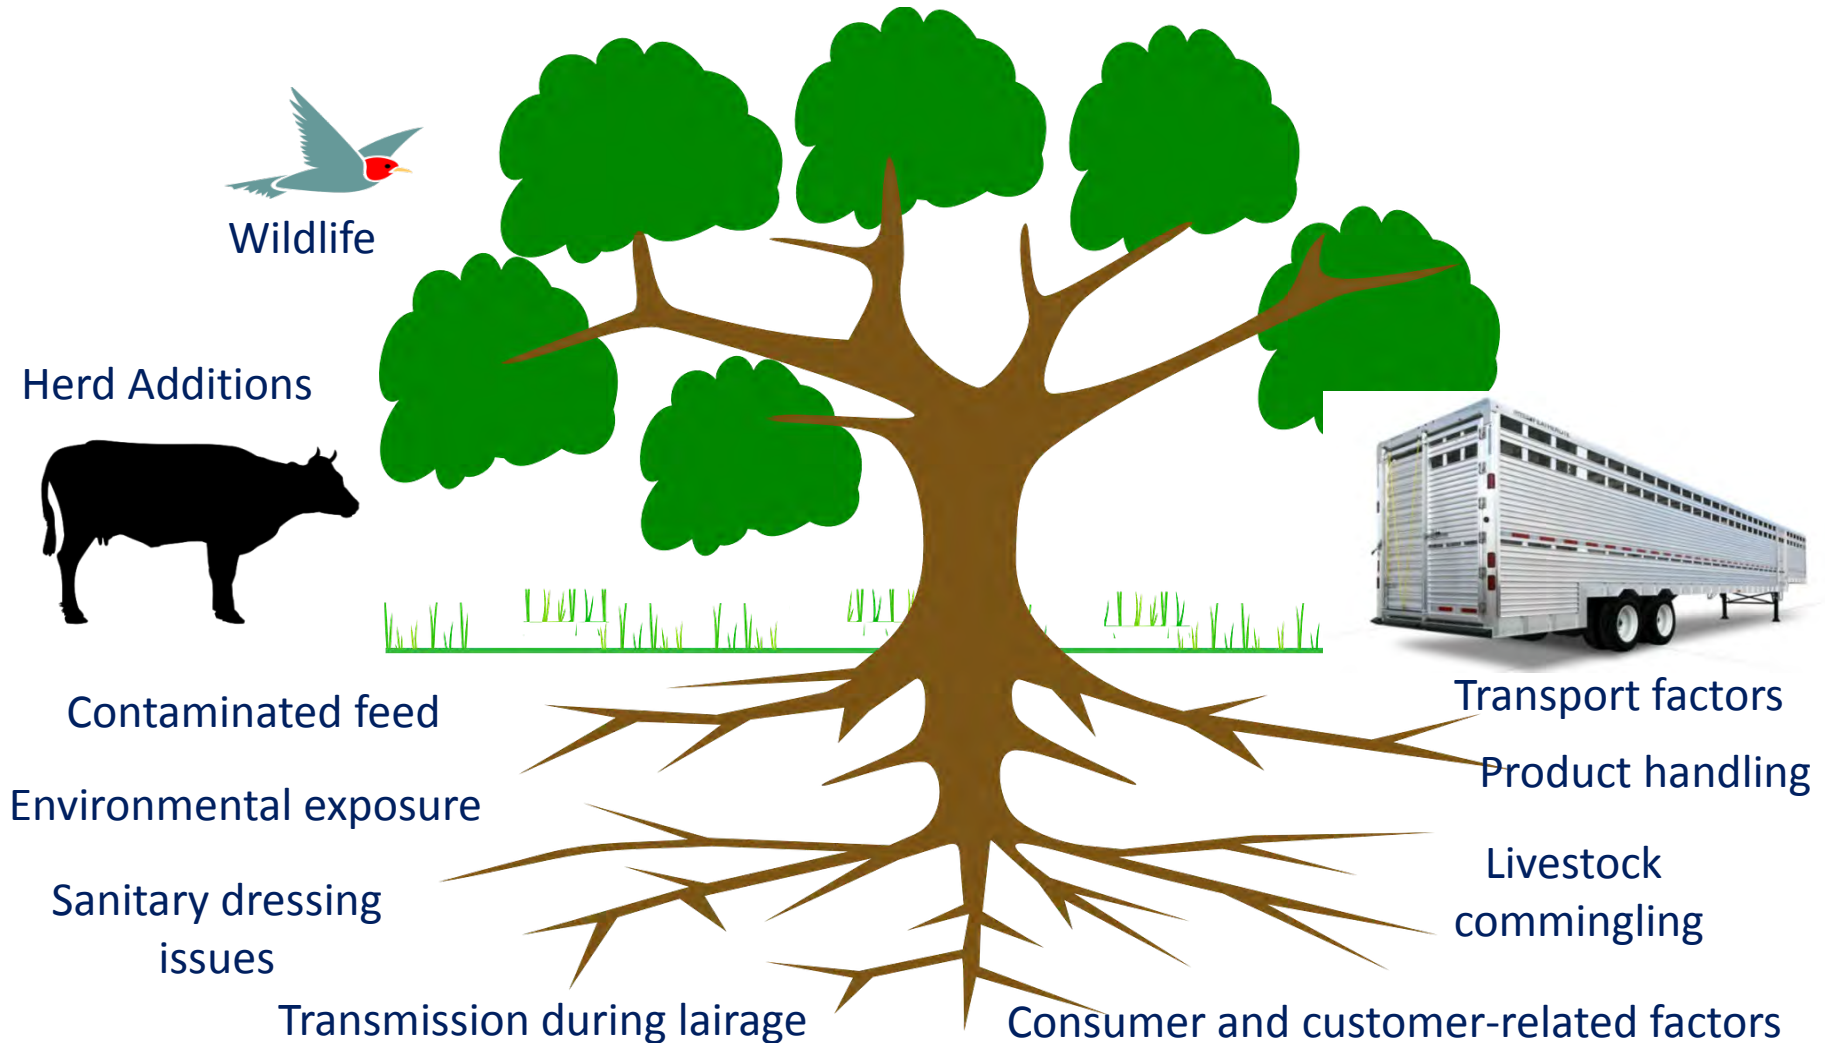 Wildlife
Herd Additions
Contaminated feed
Transport factors
Product handling
Environmental exposure
Livestock
commingling
Sanitary dressing
issues
Transmission during lairage
Consumer and customer-related factors